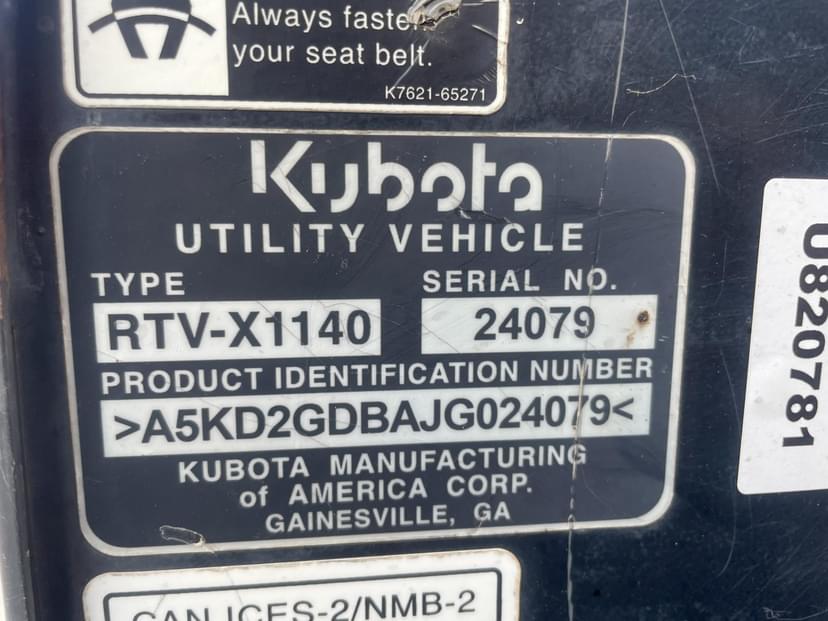 Always fasten
your seat belt.
K7621-65271
Kubota
UTILITY VEHICLE
TYPE
SERIAL NO.
RTV-X1140
24079
PRODUCT IDENTIFICATION NUMBER
>A5KD2GDBAJG024079<
KUBOTA MANUFACTURING
of AMERICA CORP.
GAINESVILLE, GA
0820781
CAN ICES-2/NMB-2